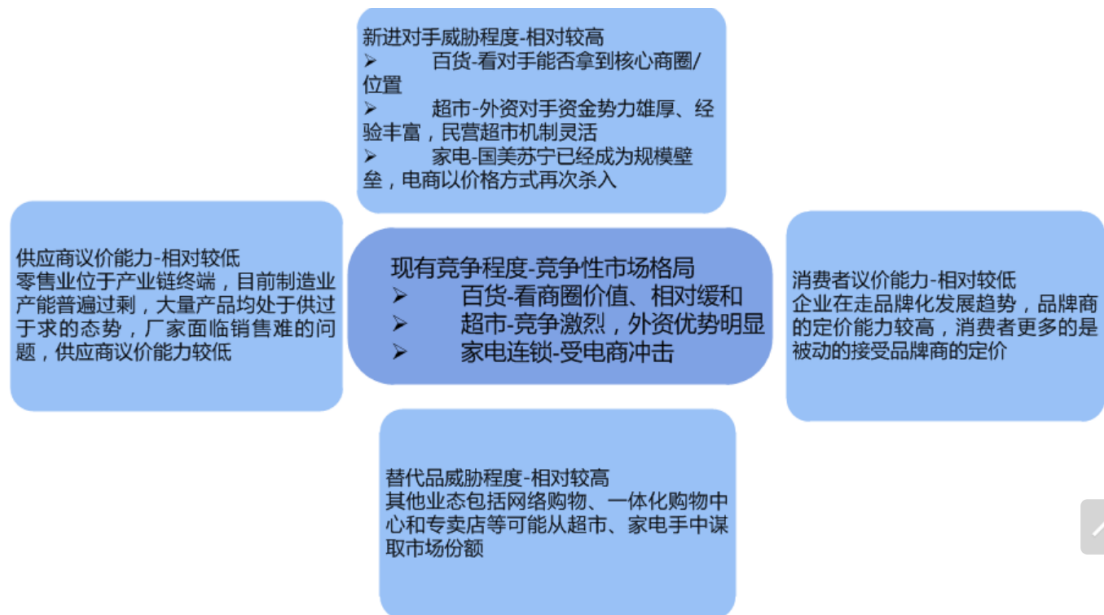 新进对手威胁程度-相对较高
➢ 百货-看对手能否拿到核心商圈/
位置
➢ 超市-外资对手资金势力雄厚、经
验丰富，民营超市机制灵活
➢ 家电-国美苏宁已经成为规模壁
垒，电商以价格方式再次杀入
供应商议价能力-相对较低
零售业位于产业链终端，目前制造业
产能普遍过剩，大量产品均处于供过
于求的态势，厂家面临销售难的问
题，供应商议价能力较低
现有竞争程度-竞争性市场格局
➢ 百货-看商圈价值、相对缓和
➢ 超市-竞争激烈，外资优势明显
➢ 家电连锁-受电商冲击
消费者议价能力-相对较低
企业在走品牌化发展趋势，品牌商
的定价能力较高，消费者更多的是
被动的接受品牌商的定价
替代品威胁程度-相对较高
其他业态包括网络购物、一体化购物中
心和专卖店等可能从超市、家电手中谋
取市场份额